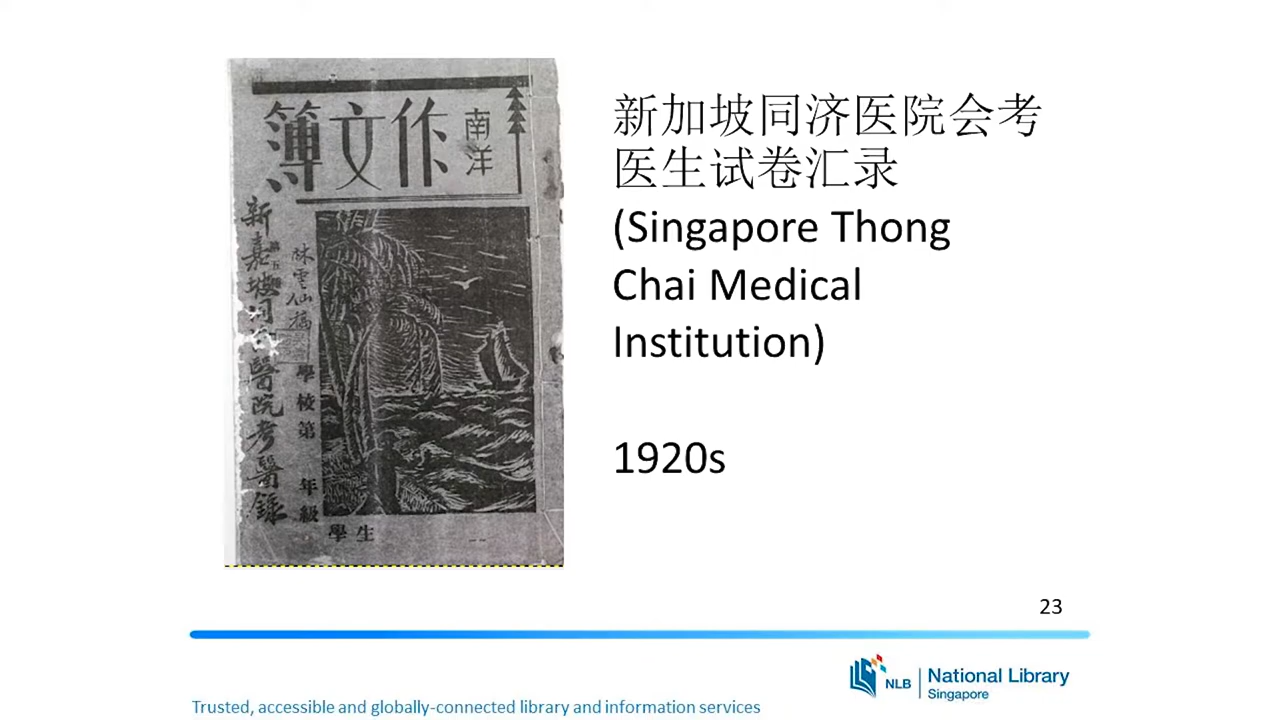 南洋
作文簿
新嘉坡同濟醫院考醫錄
林雲仙稿
學校第 年級
學生
新加坡同济医院会考
医生试卷汇录
(Singapore Thong
Chai Medical
Institution)
1920s
23
NLB
National Library
Singapore
Trusted, accessible and globally-connected library and information services